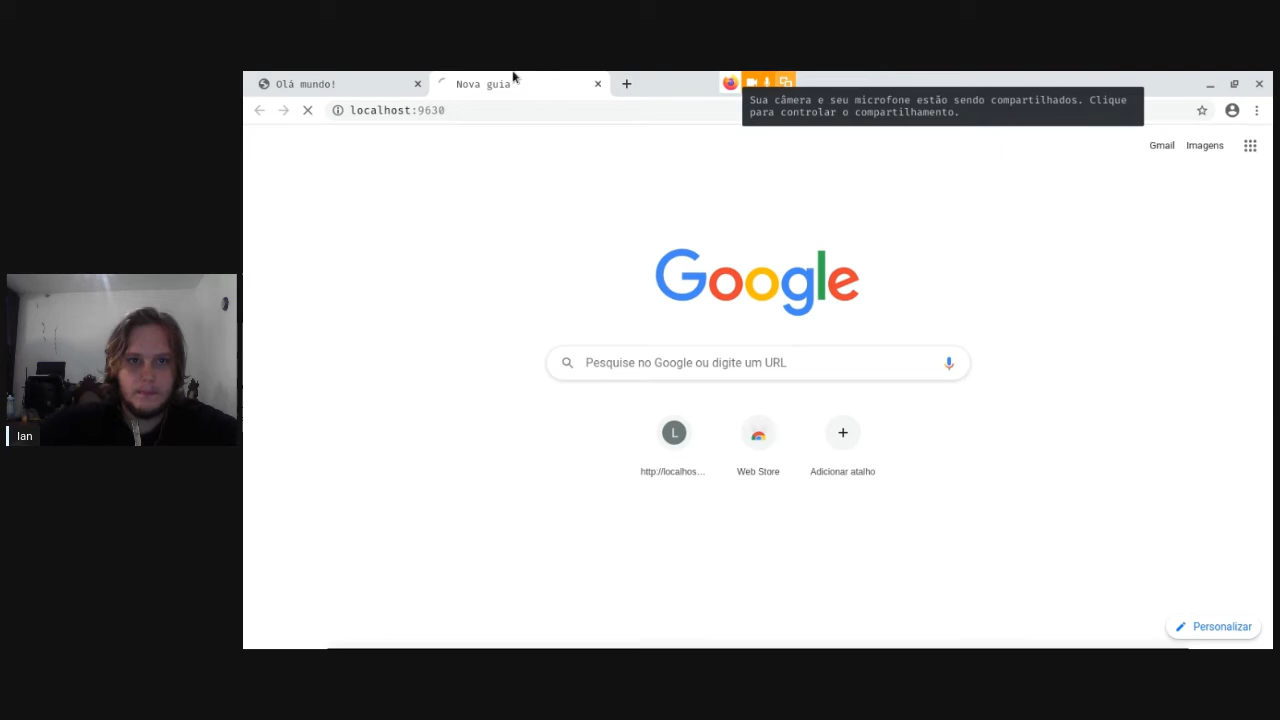 Olá mundo!
Nova guia
localhost:9630
Sua câmera e seu microfone estão sendo compartilhados. Clique
para controlar o compartilhamento.
Gmail
Imagens
Google
Pesquise no Google ou digite um URL
L
http://localhos...
Web Store
Adicionar atalho
Ian
Personalizar